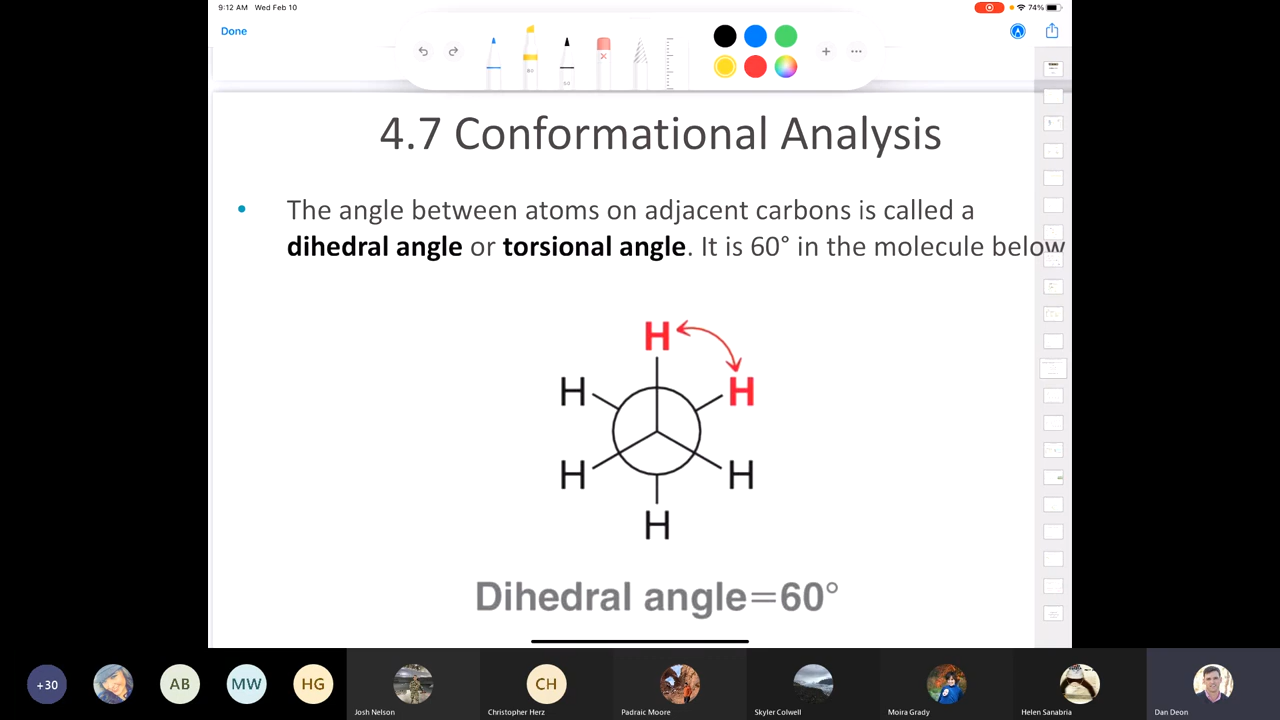 9:12 AM Wed Feb 10
74%
Done
4.7 Conformational Analysis
• The angle between atoms on adjacent carbons is called a
dihedral angle or torsional angle. It is 60° in the molecule below
H
H H
H H
H
Dihedral angle=60°
+30 AB MW HG CH
Josh Nelson Christopher Herz Padraic Moore Skyler Colwell Moira Grady Helen Sanabria Dan Deon